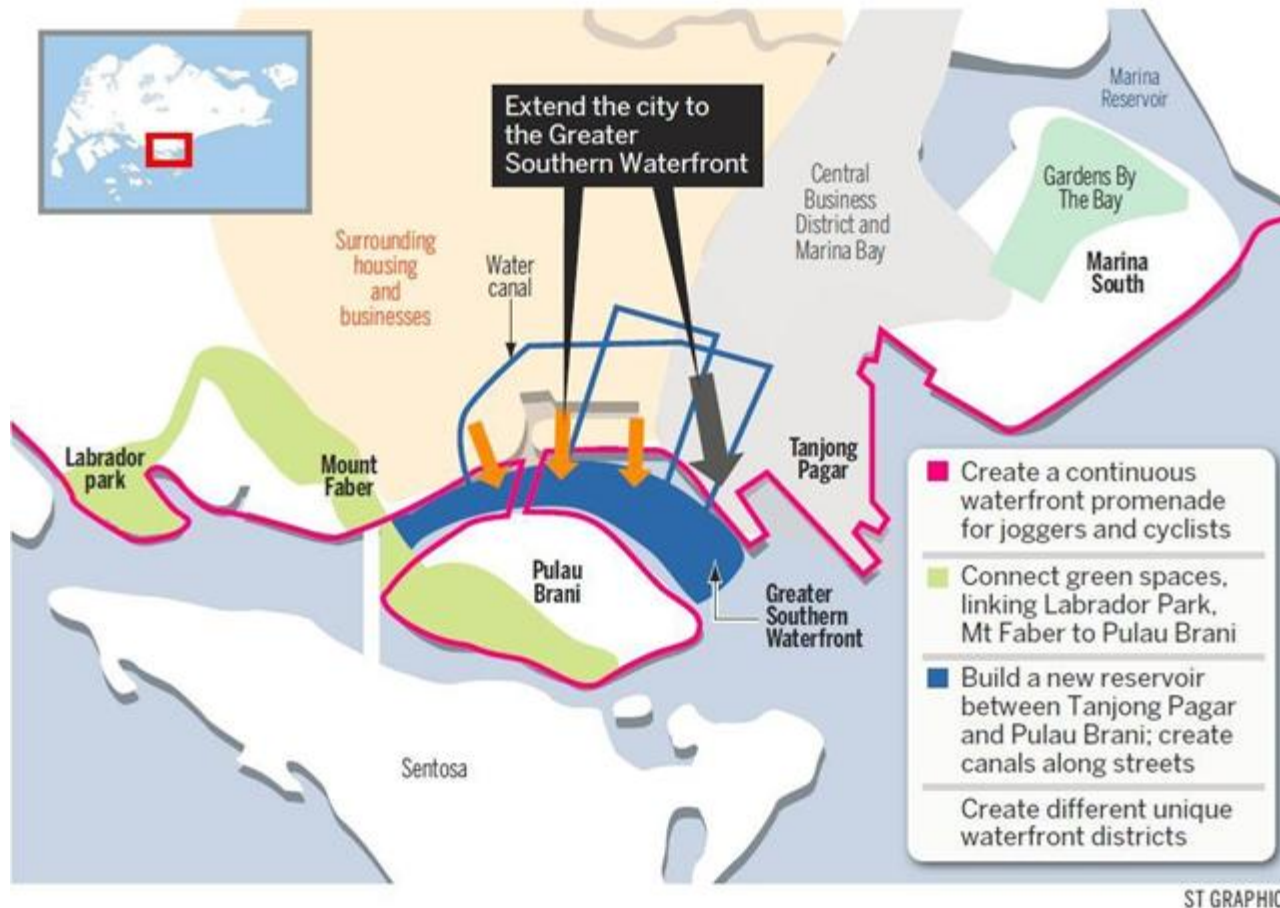 Extend the city to
the Greater
Southern Waterfront
Marina
Reservoir
Central
Business
District and
Marina Bay
Gardens By
The Bay
Marina
South
Surrounding
housing
and
businesses
Water
canal
Labrador
park
Mount
Faber
Tanjong
Pagar
Pulau
Brani
Greater
Southern
Waterfront
Sentosa
Create a continuous
waterfront promenade
for joggers and cyclists
Connect green spaces,
linking Labrador Park,
Mt Faber to Pulau Brani
Build a new reservoir
between Tanjong Pagar
and Pulau Brani; create
canals along streets
Create different unique
waterfront districts
ST GRAPHIC